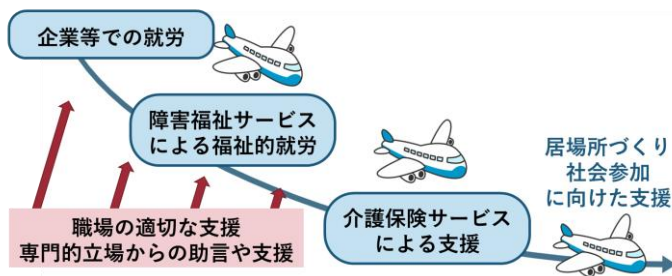 企業等での就労
障害福祉サービス
による福祉的就労
介護保険サービス
による支援
居場所づくり
社会参加
に向けた支援
職場の適切な支援
専門的立場からの助言や支援